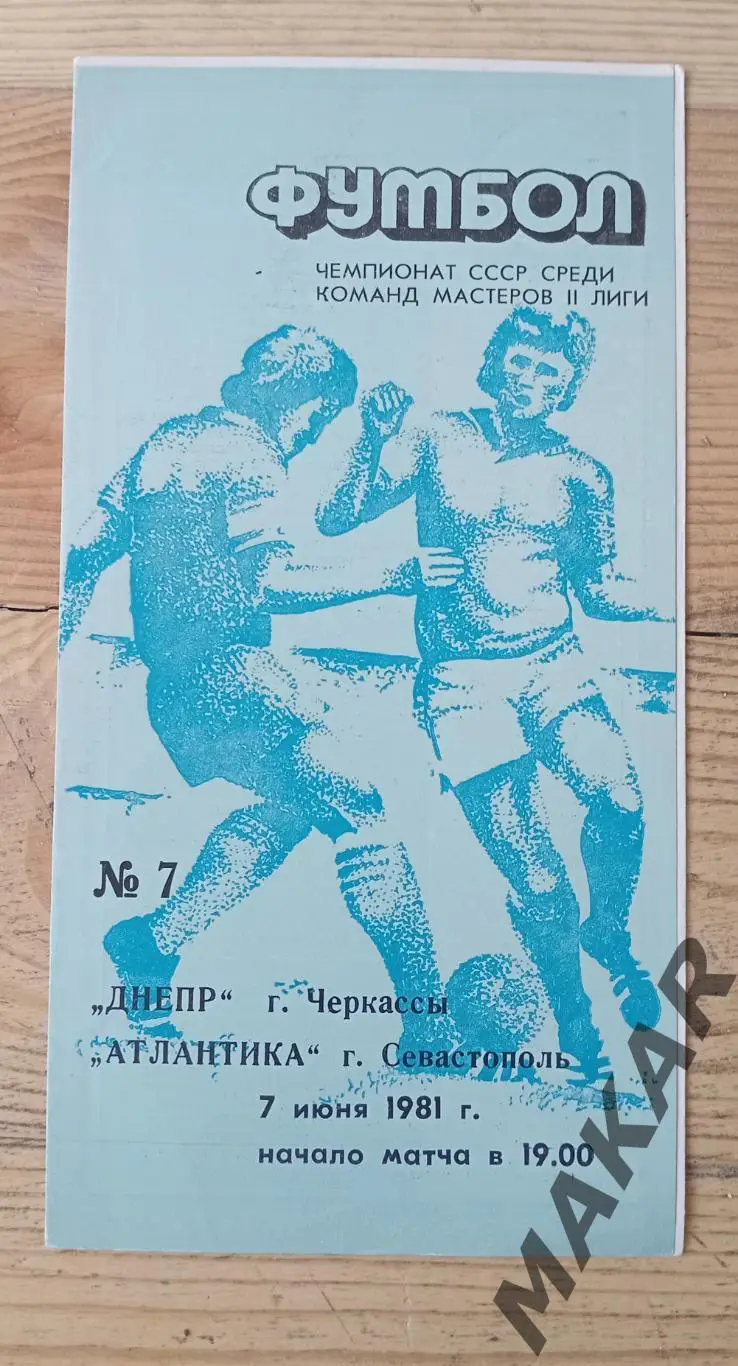 ФУТБОЛ
ЧЕМПИОНАТ СССР СРЕДИ
КОМАНД МАСТЕРОВ II ЛИГИ
№ 7
„ДНЕПР“ г. Черкассы
„АТЛАНТИКА“ г. Севастополь
7 июня 1981 г.
начало матча в 19.00
MAKAR